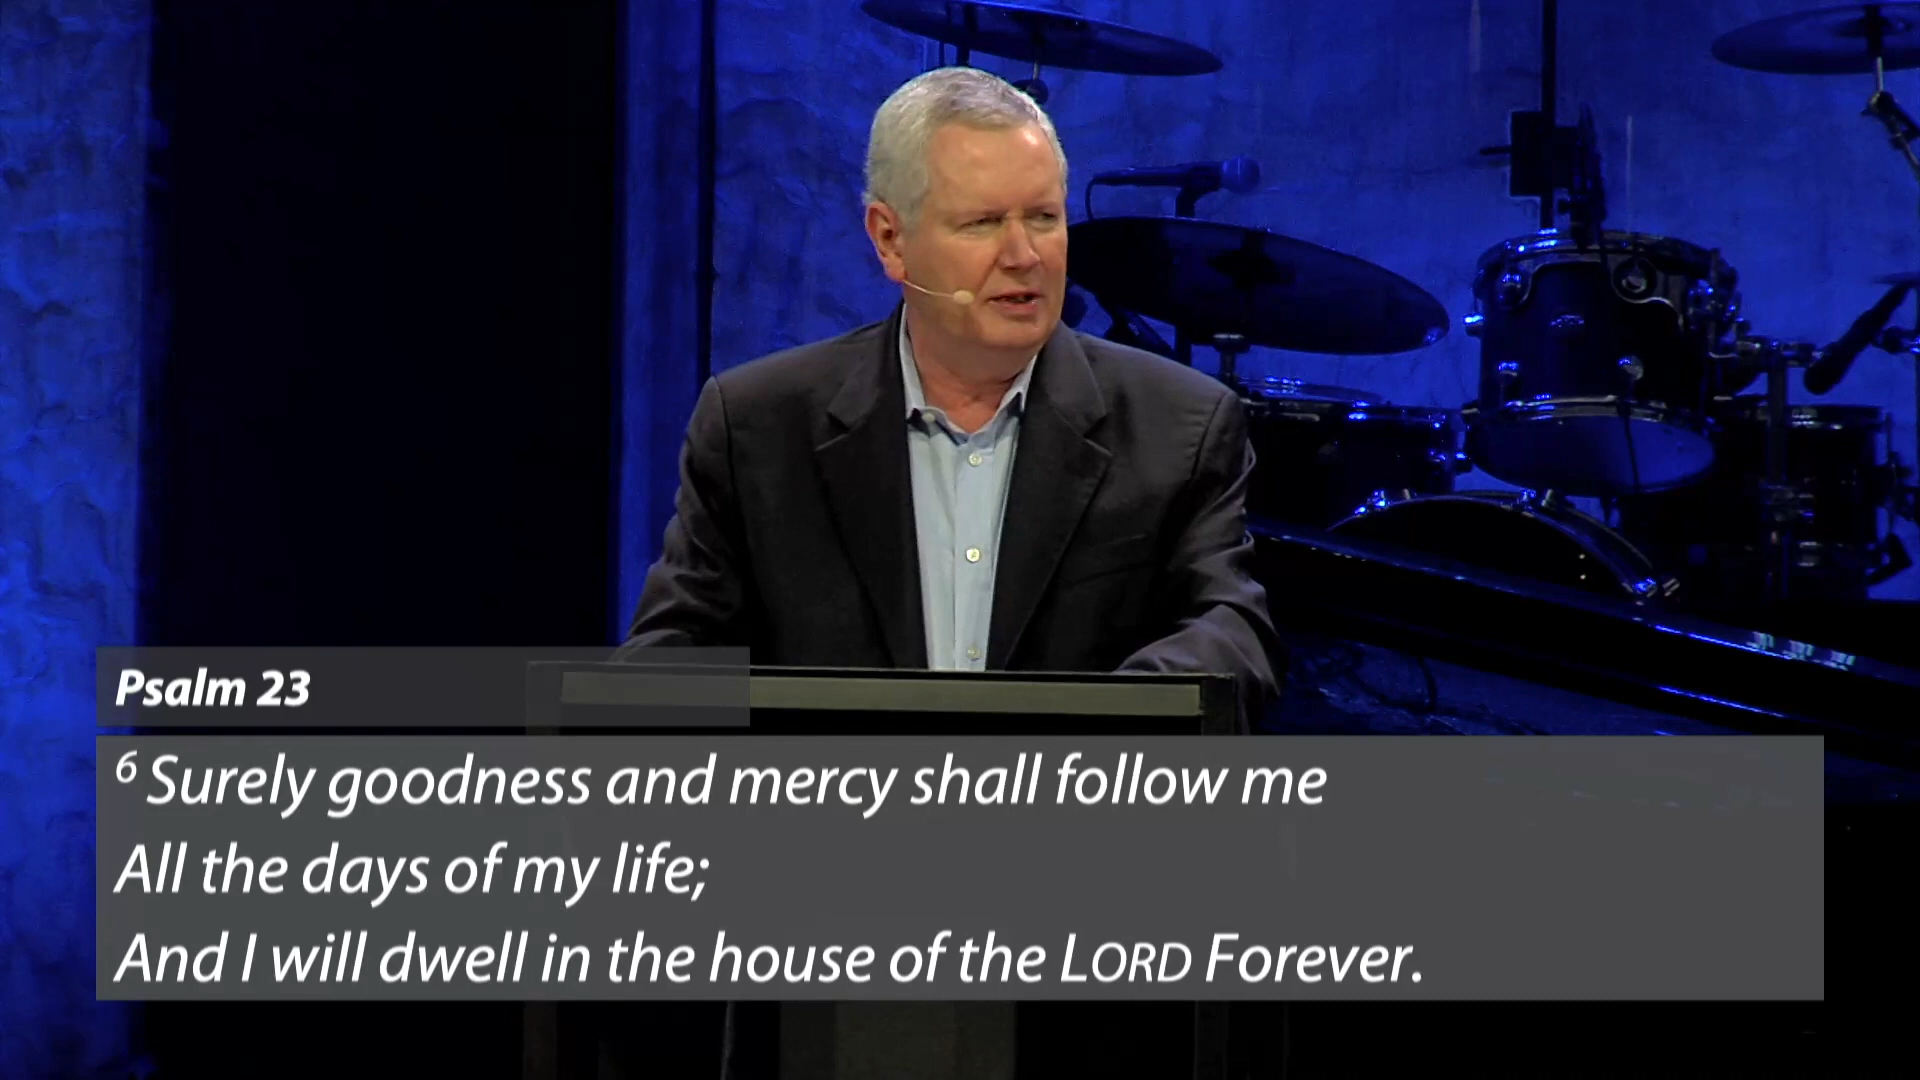 Psalm 23
6 Surely goodness and mercy shall follow me
All the days of my life;
And I will dwell in the house of the LORD Forever.